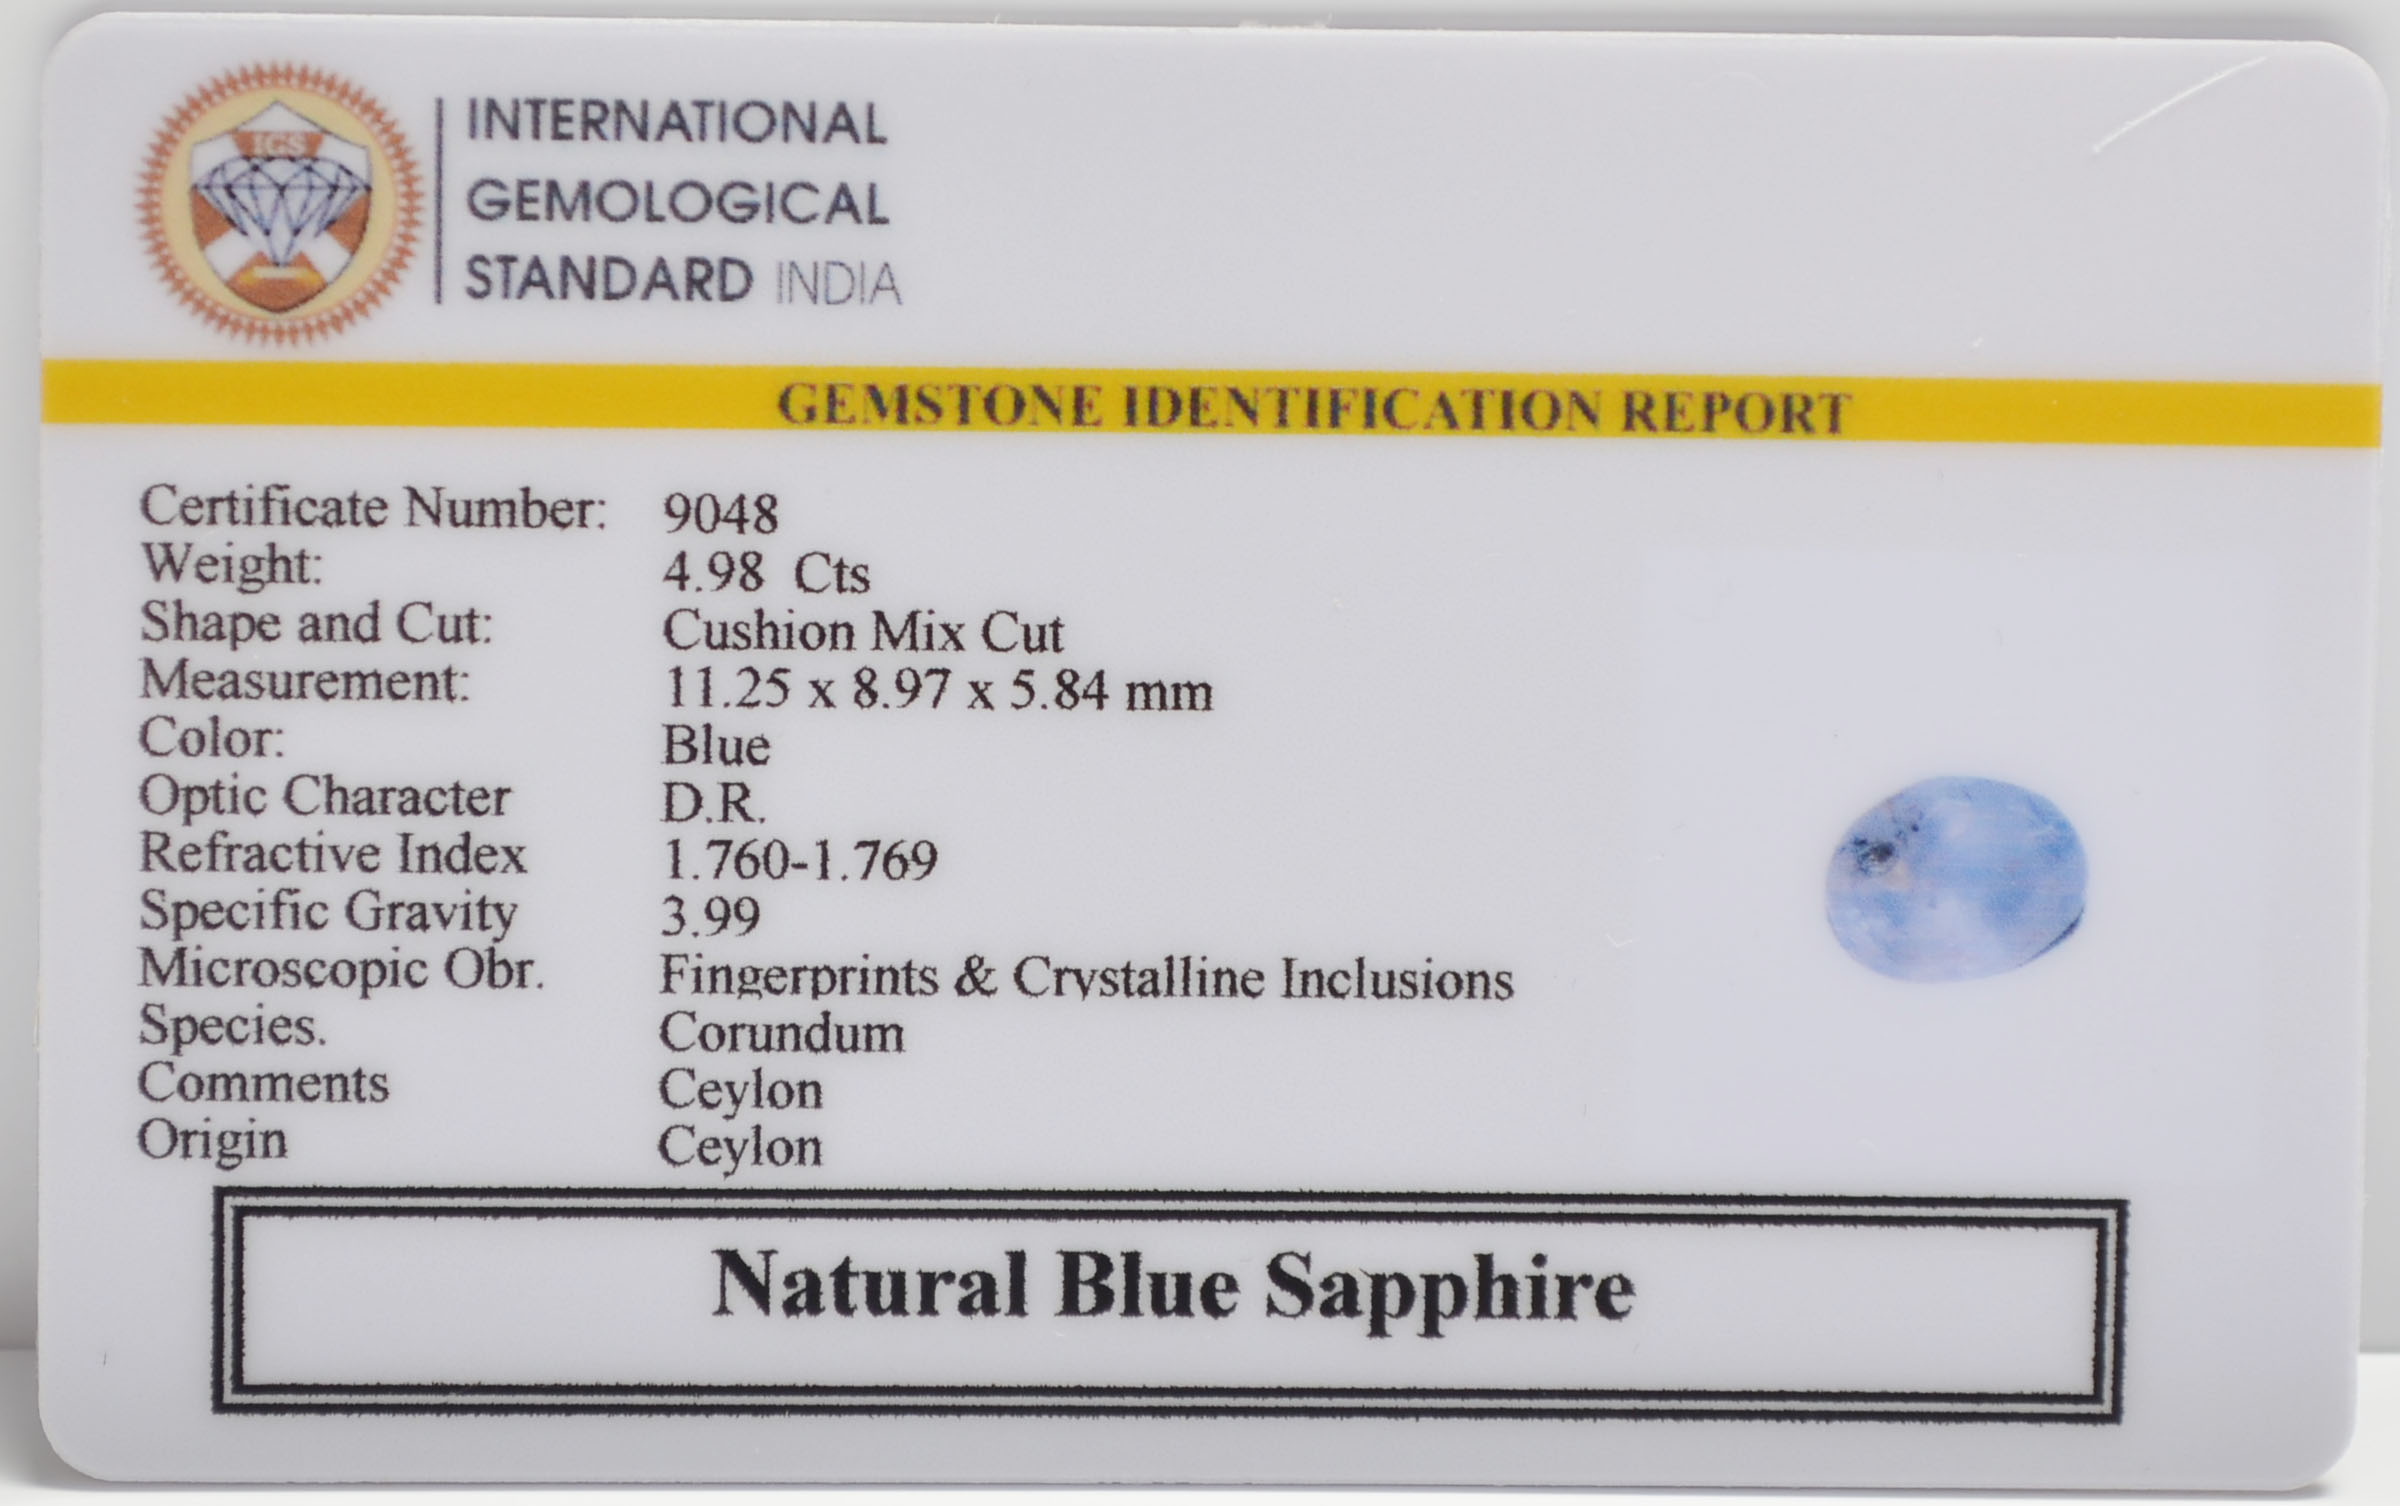 IGS
INTERNATIONAL
GEMOLOGICAL
STANDARD INDIA
GEMSTONE IDENTIFICATION REPORT
Certificate Number: 9048
Weight: 4.98 Cts
Shape and Cut: Cushion Mix Cut
Measurement: 11.25 x 8.97 x 5.84 mm
Color: Blue
Optic Character D.R.
Refractive Index 1.760-1.769
Specific Gravity 3.99
Microscopic Obr. Fingerprints & Crystalline Inclusions
Species. Corundum
Comments Ceylon
Origin Ceylon
Natural Blue Sapphire